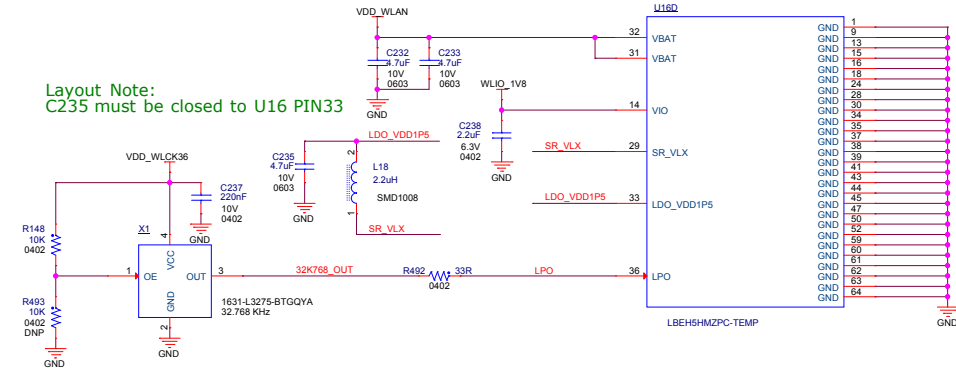 VDD_WLAN
U16D
C232
4.7uF
10V
0603
C233
4.7uF
10V
0603
GND
Layout Note:
C235 must be closed to U16 PIN33
WLIO_1V8
C238
2.2uF
6.3V
0402
GND
32
VBAT
31
VBAT
14
VIO
SR_VLX
29
SR_VLX
LDO_VDD1P5
33
LDO_VDD1P5
LDO_VDD1P5
C235
4.7uF
10V
0603
GND
2
L18
2.2uH
SMD1008
1
SR_VLX
VDD_WLCK36
C237
220nF
10V
0402
GND
R148
10K
0402
X1
4
VCC
1
OE
OUT
3
GND
2
1631-L3275-BTGQYA
32.768 KHz
GND
R493
10K
0402
DNP
GND
32K768_OUT
R492
33R
0402
LPO
36
LPO
LBEH5HMZPC-TEMP
GND 1
GND 9
GND 13
GND 15
GND 16
GND 18
GND 24
GND 28
GND 30
GND 34
GND 35
GND 37
GND 38
GND 39
GND 41
GND 43
GND 44
GND 45
GND 47
GND 50
GND 52
GND 59
GND 60
GND 61
GND 62
GND 63
GND 64
GND